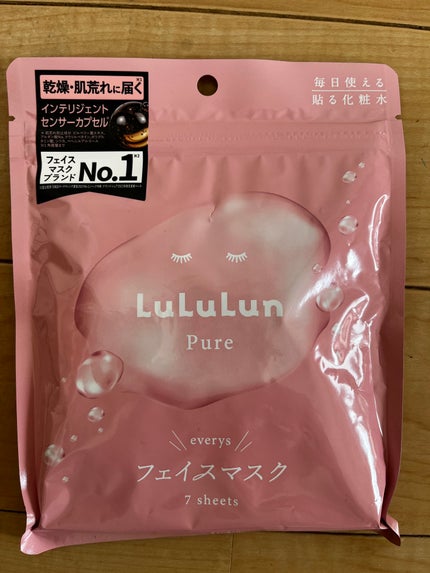 乾燥・肌荒れに届く
インテリジェント
センサーカプセル
フェイス
マスク
ブランド
No.1
毎日使える
貼る化粧水
LuLuLun
Pure
everys
フェイスマスク
7 sheets